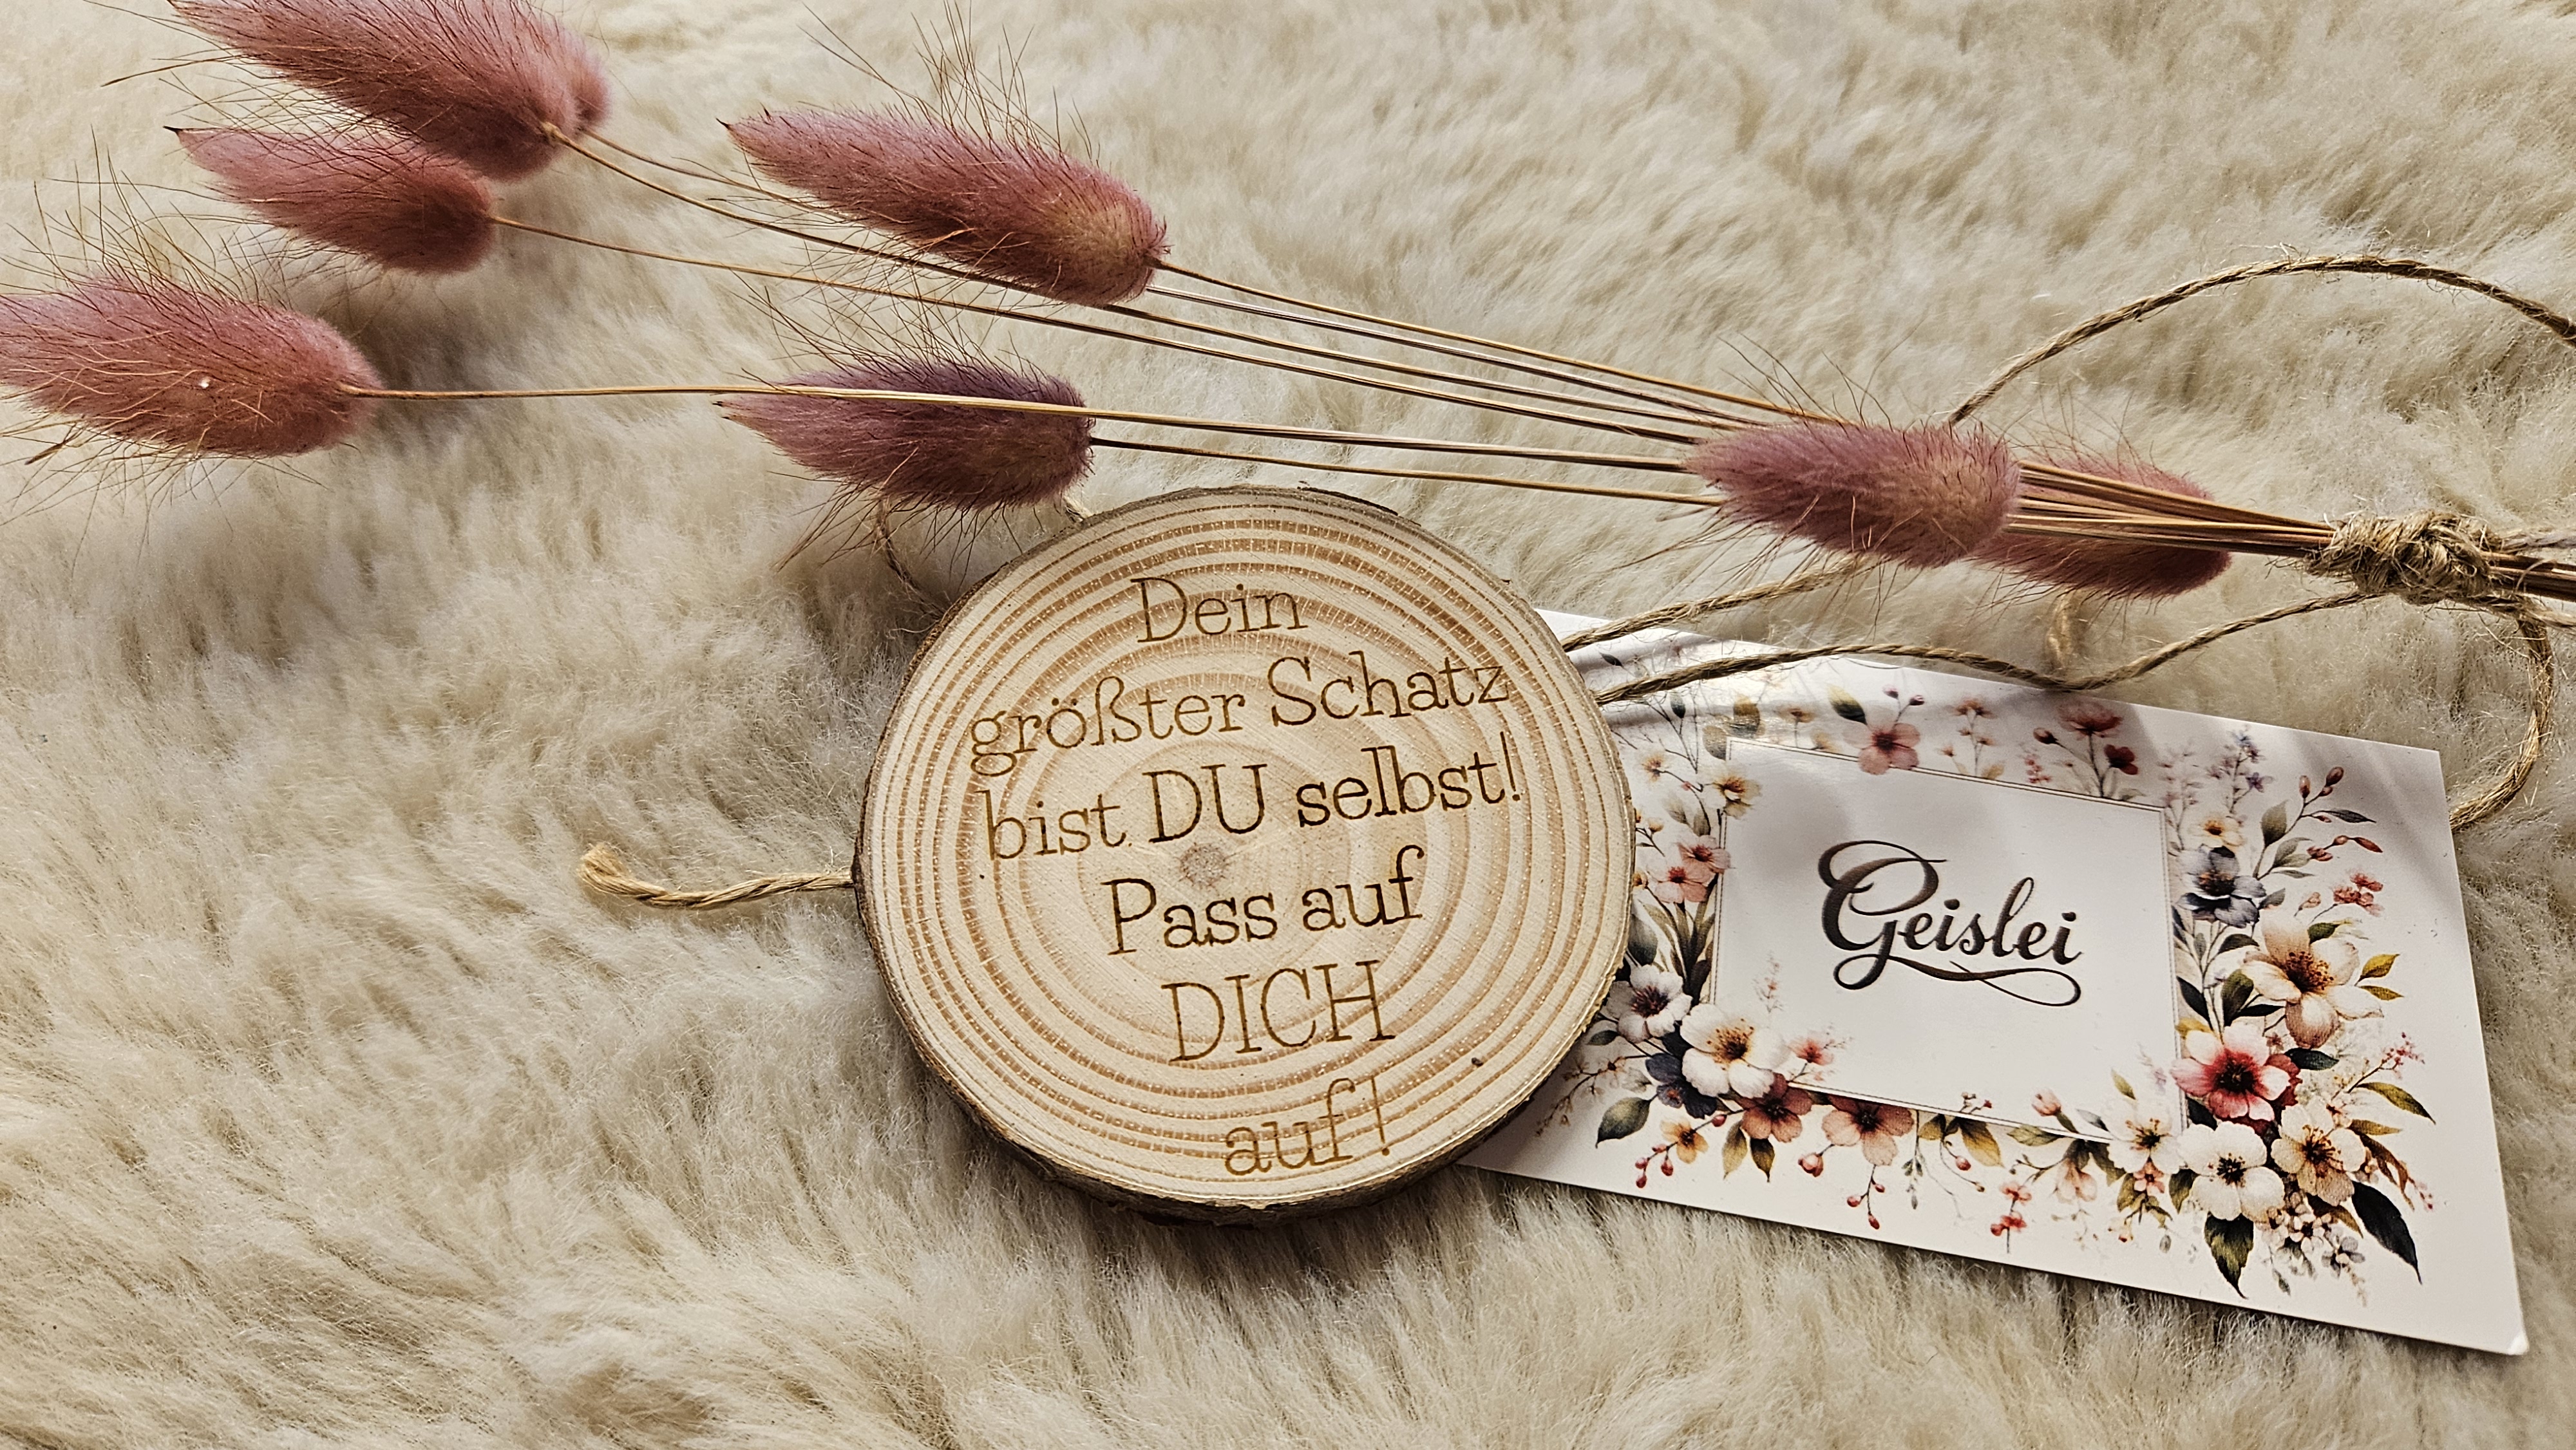 Dein
größter Schatz
bist DU selbst!
Pass auf
DICH
auf!
Geislei